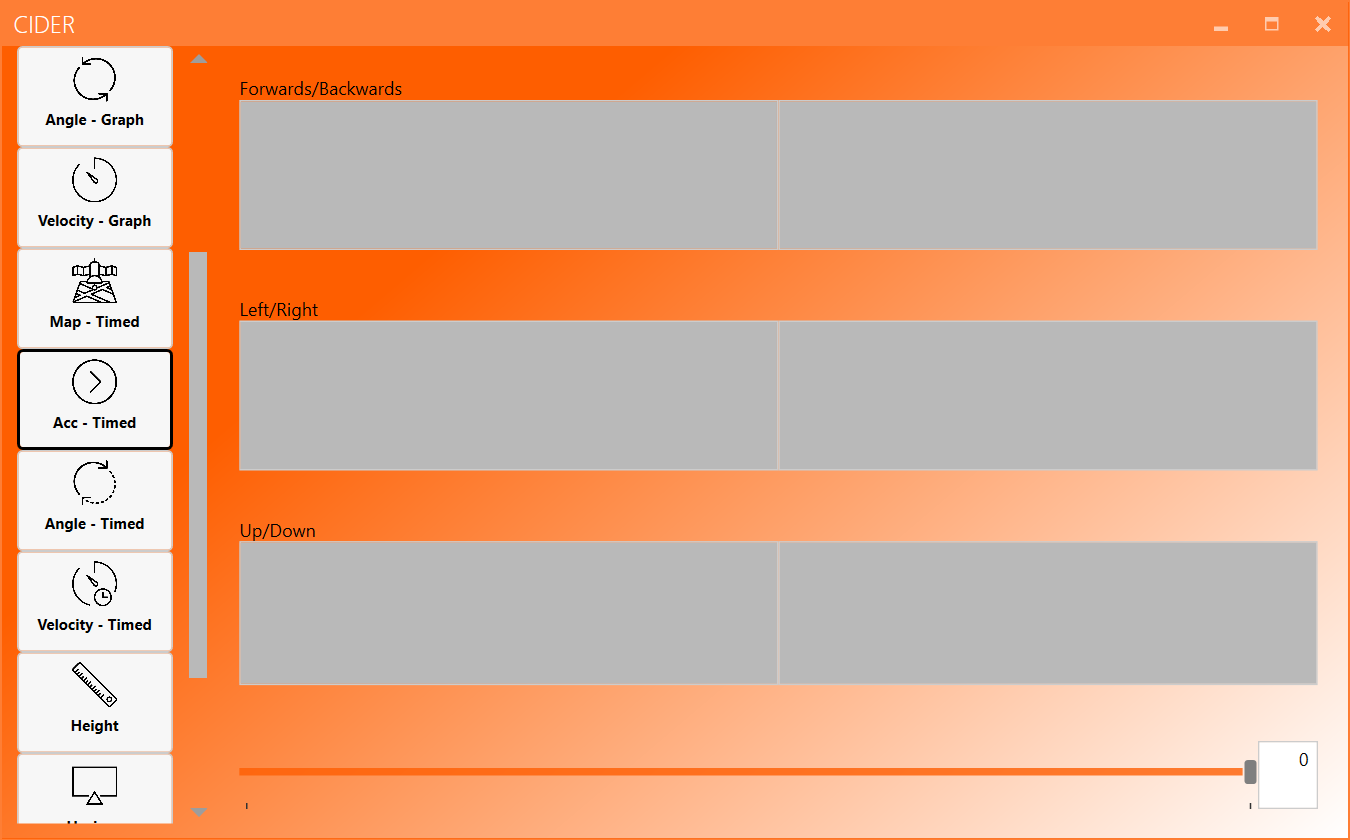 CIDER
Angle - Graph
Velocity - Graph
Map - Timed
Acc - Timed
Angle - Timed
Velocity - Timed
Height
Forwards/Backwards
Left/Right
Up/Down
0